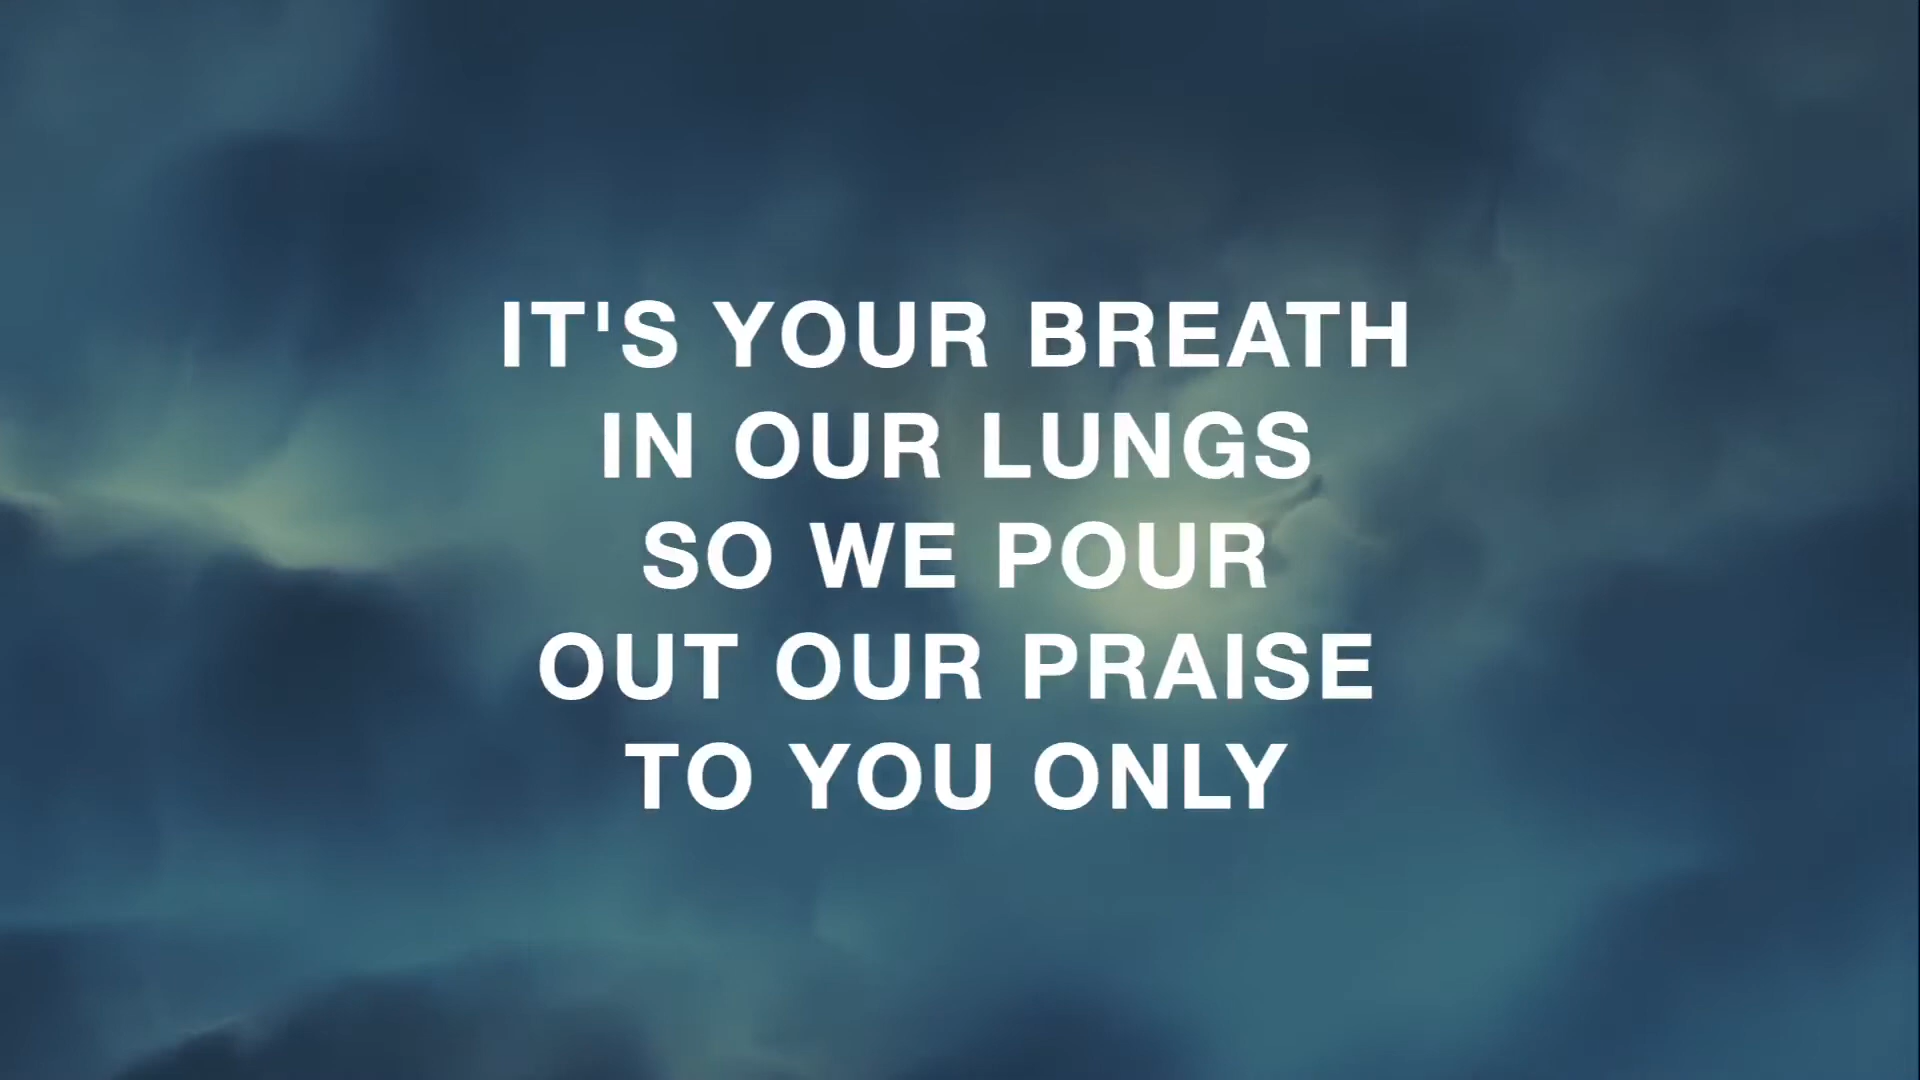 IT'S YOUR BREATH
IN OUR LUNGS
SO WE POUR
OUT OUR PRAISE
TO YOU ONLY